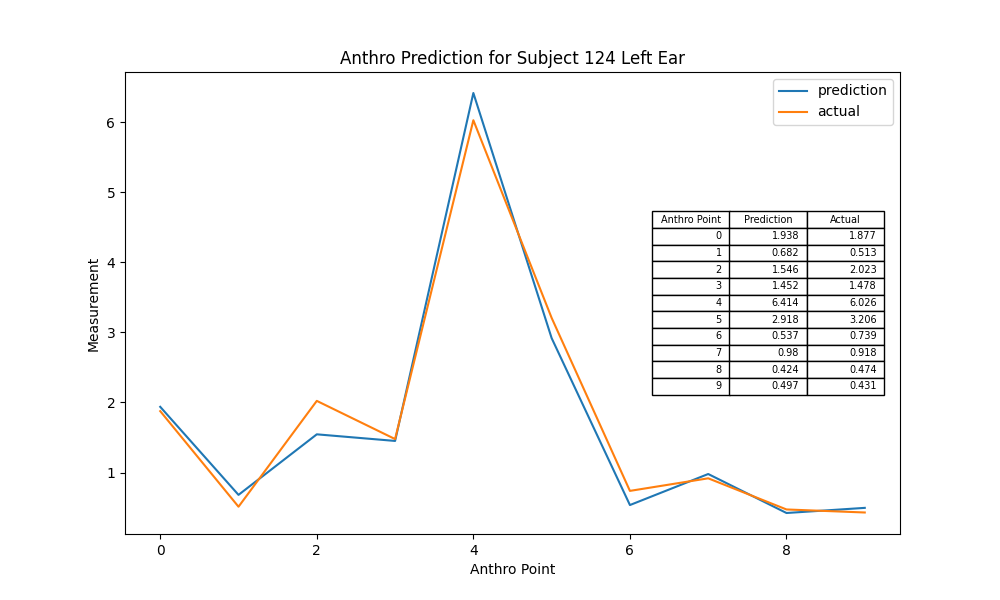 Anthro Prediction for Subject 124 Left Ear
prediction
actual
6
5
4
3
2
1
Measurement
Anthro Point Prediction Actual
0 1.938 1.877
1 0.682 0.513
2 1.546 2.023
3 1.452 1.478
4 6.414 6.026
5 2.918 3.206
6 0.537 0.739
7 0.98 0.918
8 0.424 0.474
9 0.497 0.431
0 2 4 6 8
Anthro Point